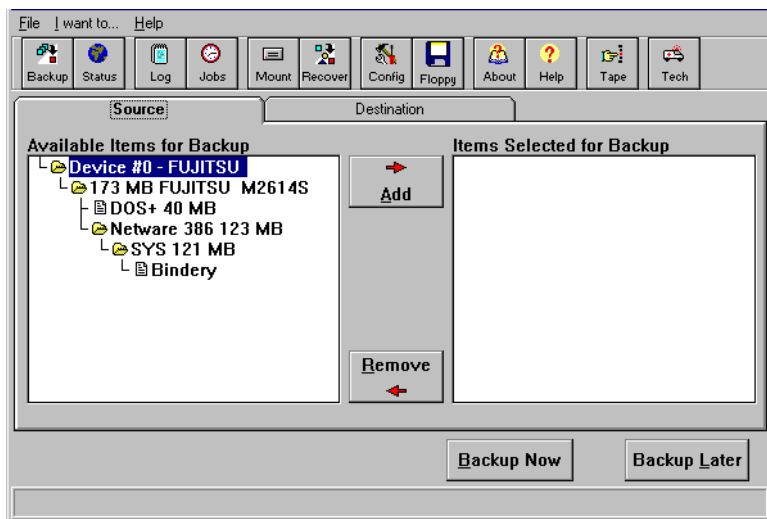 File I want to... Help
Backup Status Log Jobs Mount Recover Config Floppy About Help Tape Tech
Source Destination
Available Items for Backup
Device #0 - FUJITSU
173 MB FUJITSU M2614S
DOS+ 40 MB
Netware 386 123 MB
SYS 121 MB
Bindery
Add
Remove
Items Selected for Backup
Backup Now Backup Later